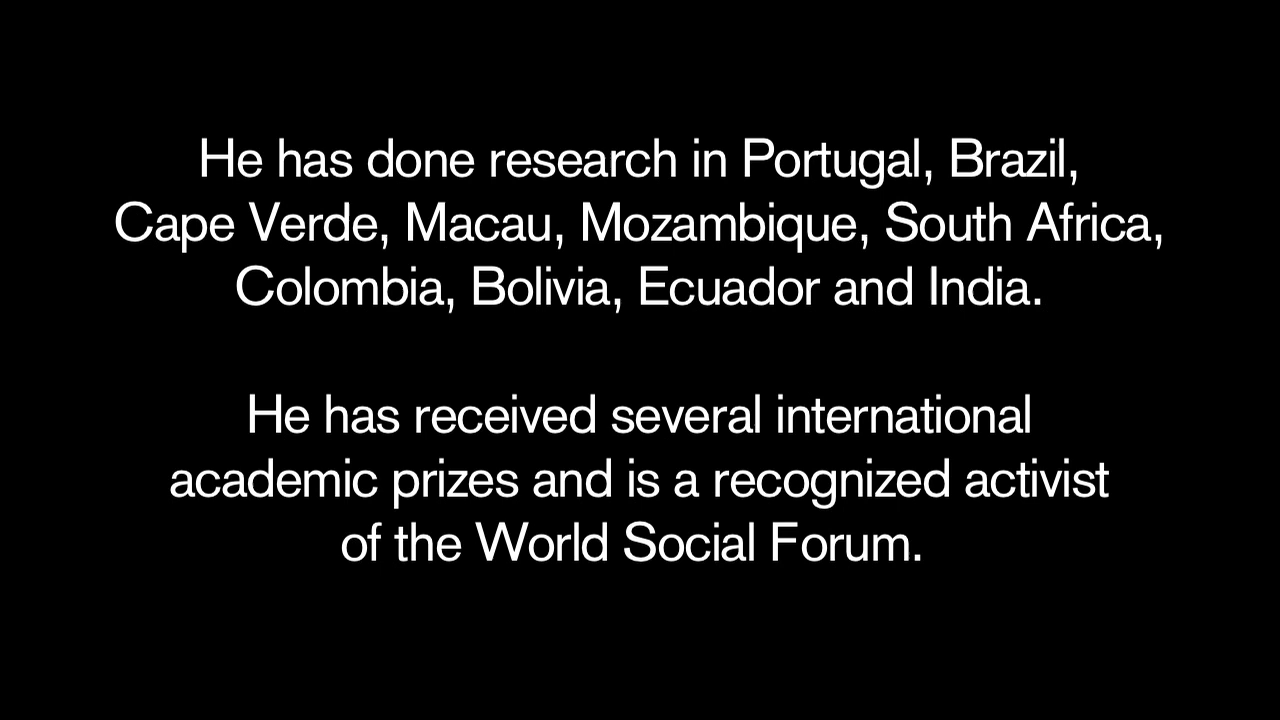 He has done research in Portugal, Brazil,
Cape Verde, Macau, Mozambique, South Africa,
Colombia, Bolivia, Ecuador and India.
He has received several international
academic prizes and is a recognized activist
of the World Social Forum.